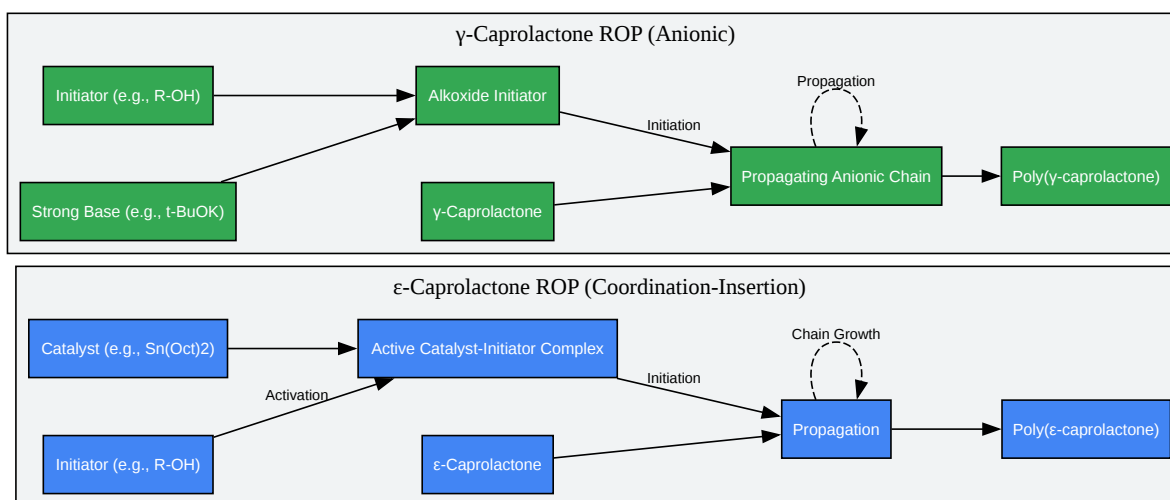 γ-Caprolactone ROP (Anionic)
Initiator (e.g., R-OH)
Alkoxide Initiator
Propagation
Initiation
Strong Base (e.g., t-BuOK)
γ-Caprolactone
Propagating Anionic Chain
Poly(γ-caprolactone)
ε-Caprolactone ROP (Coordination-Insertion)
Catalyst (e.g., Sn(Oct)2)
Active Catalyst-Initiator Complex
Chain Growth
Activation
Initiation
Initiator (e.g., R-OH)
ε-Caprolactone
Propagation
Poly(ε-caprolactone)